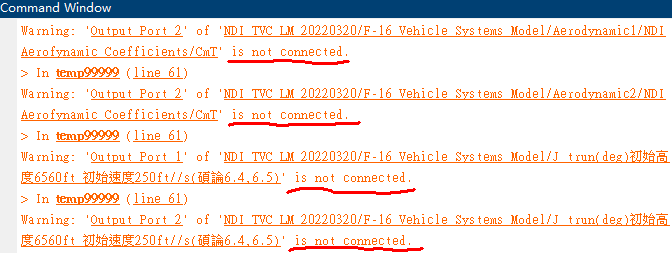 Command Window
Warning: 'Output Port 2' of 'NDI TVC LM 20220320/F-16 Vehicle Systems Model/Aerodynamic1/NDI
Aerofynamic Coefficients/CmT' is not connected.
> In temp99999 (line 61)
Warning: 'Output Port 2' of 'NDI TVC LM 20220320/F-16 Vehicle Systems Model/Aerodynamic2/NDI
Aerofynamic Coefficients/CmT' is not connected.
> In temp99999 (line 61)
Warning: 'Output Port 1' of 'NDI TVC LM 20220320/F-16 Vehicle Systems Model/J trun(deg)初始高
度6560ft 初始速度250ft//s(碩論6.4,6.5)' is not connected.
> In temp99999 (line 61)
Warning: 'Output Port 2' of 'NDI TVC LM 20220320/F-16 Vehicle Systems Model/J trun(deg)初始高
度6560ft 初始速度250ft//s(碩論6.4,6.5)' is not connected.